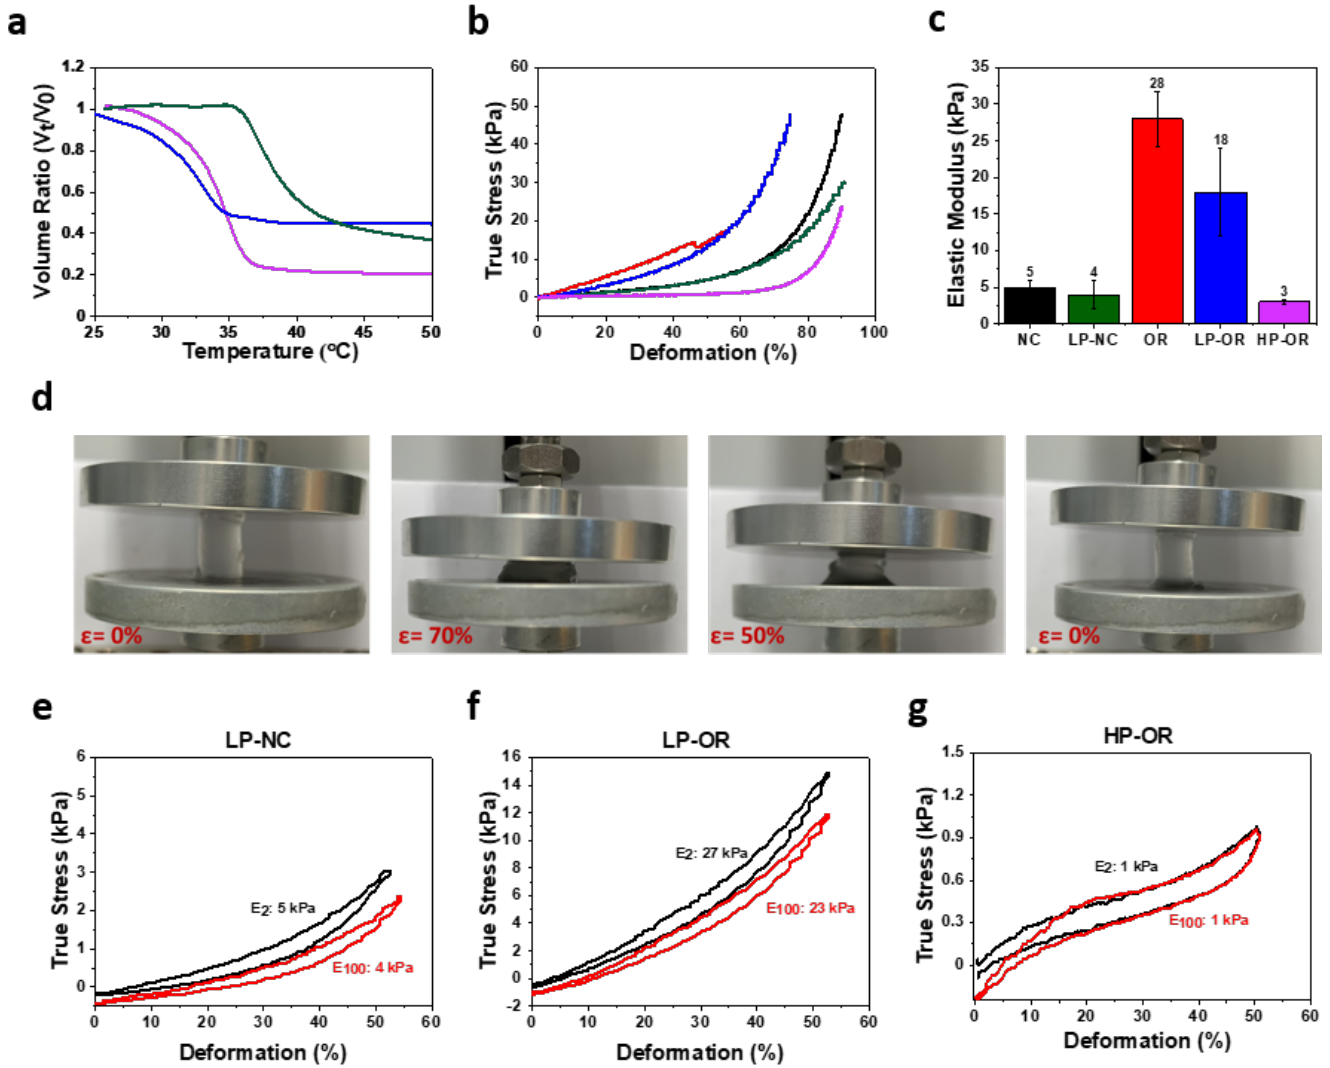 a
1.2
1
0.8
0.6
0.4
0.2
0
25 30 35 40 45 50
Volume Ratio (Vt/V0)
Temperature (ºC)
b
60
50
40
30
20
10
0
0 20 40 60 80 100
True Stress (kPa)
Deformation (%)
c
35
30
25
20
15
10
5
0
5
4
28
18
3
NC LP-NC OR LP-OR HP-OR
Elastic Modulus (kPa)
d
ε= 0%
ε= 70%
ε= 50%
ε= 0%
e
LP-NC
6
5
4
3
2
1
0
0 10 20 30 40 50 60
E2: 5 kPa
E100: 4 kPa
True Stress (kPa)
Deformation (%)
f
LP-OR
16
14
12
10
8
6
4
2
0
-2
0 10 20 30 40 50 60
E2: 27 kPa
E100: 23 kPa
True Stress (kPa)
Deformation (%)
g
HP-OR
1.5
1.2
0.9
0.6
0.3
0
0 10 20 30 40 50 60
E2: 1 kPa
E100: 1 kPa
True Stress (kPa)
Deformation (%)